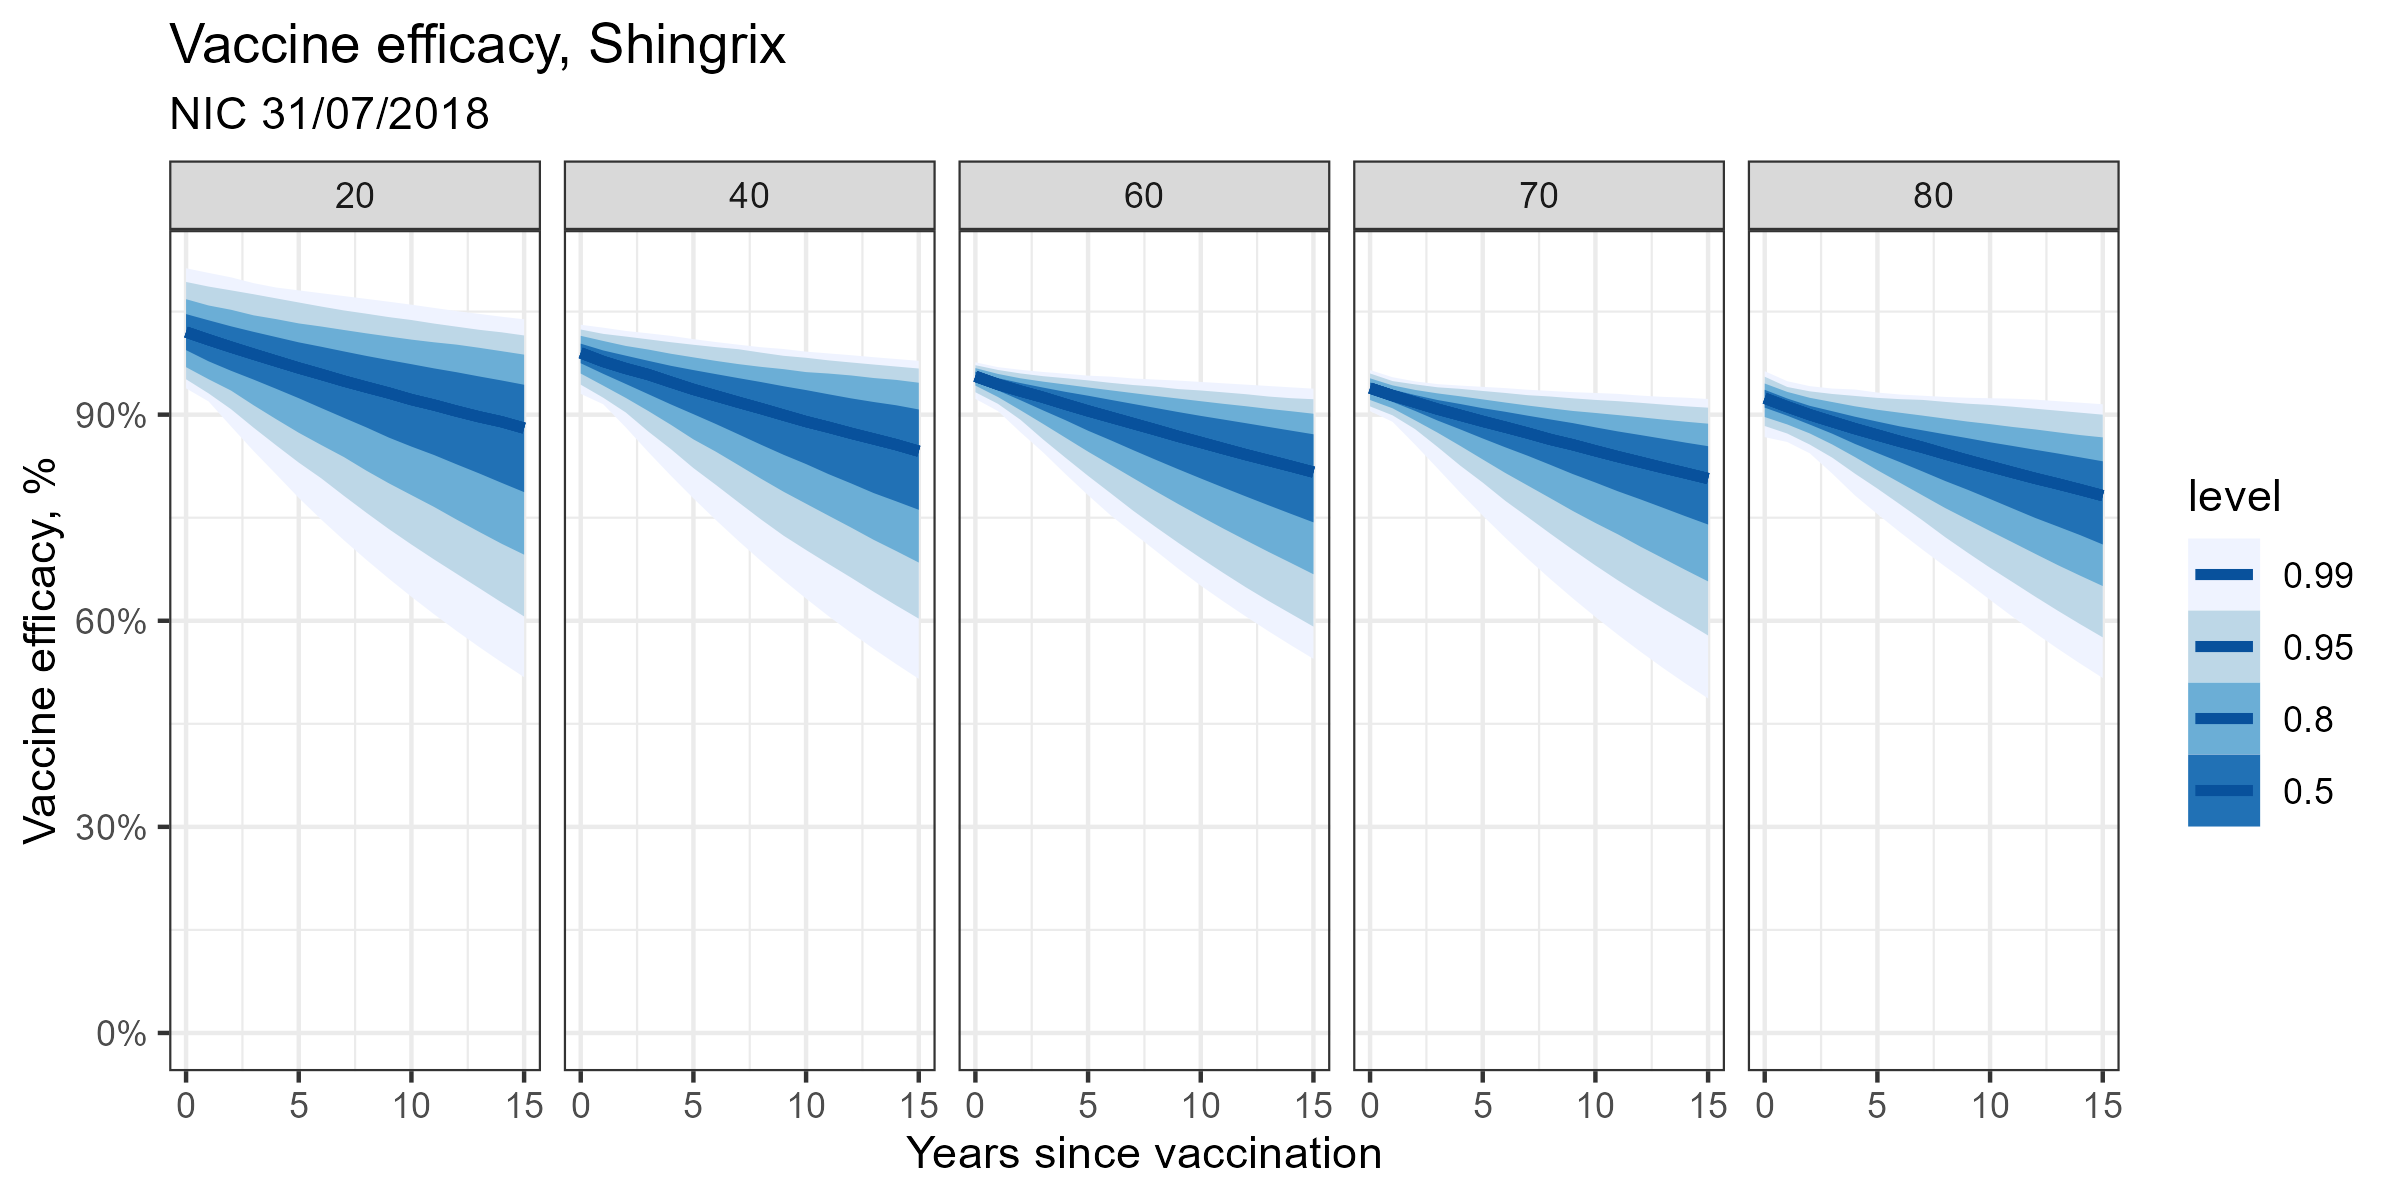 Vaccine efficacy, Shingrix
NIC 31/07/2018
20 40 60 70 80
Vaccine efficacy, %
90%
60%
30%
0%
0 5 10 15 0 5 10 15 0 5 10 15 0 5 10 15 0 5 10 15
Years since vaccination
level
0.99
0.95
0.8
0.5